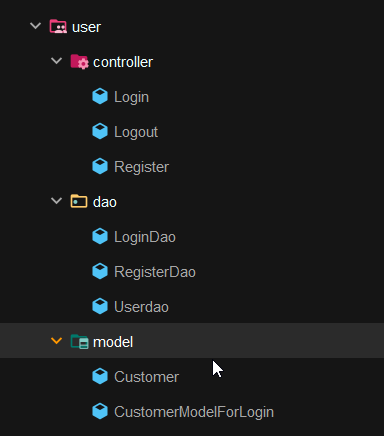 user
controller
Login
Logout
Register
dao
LoginDao
RegisterDao
Userdao
model
Customer
CustomerModelForLogin